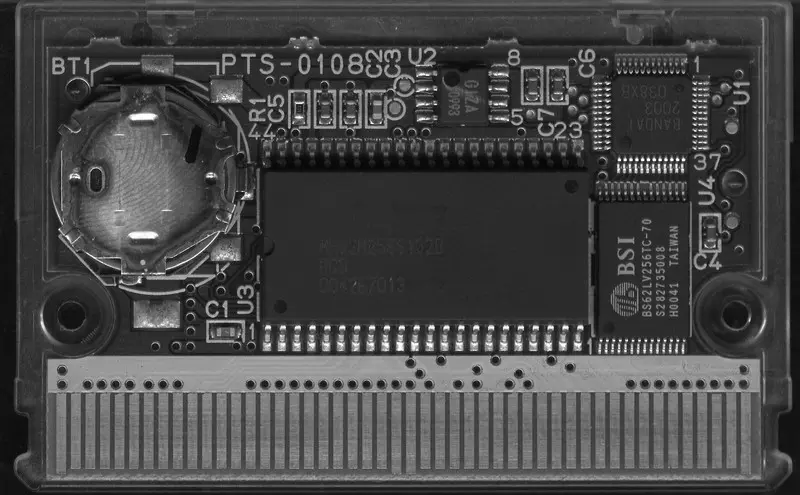 BT1
PTS-0108
C2
C3
U2
8
C6
1
R1
C5
44
5
C7
23
U1
BANDAI
2003
37
U4
C4
BSI
BS62LV256TC-70
S282735008
H0041 TAIWAN
C1
U3
1